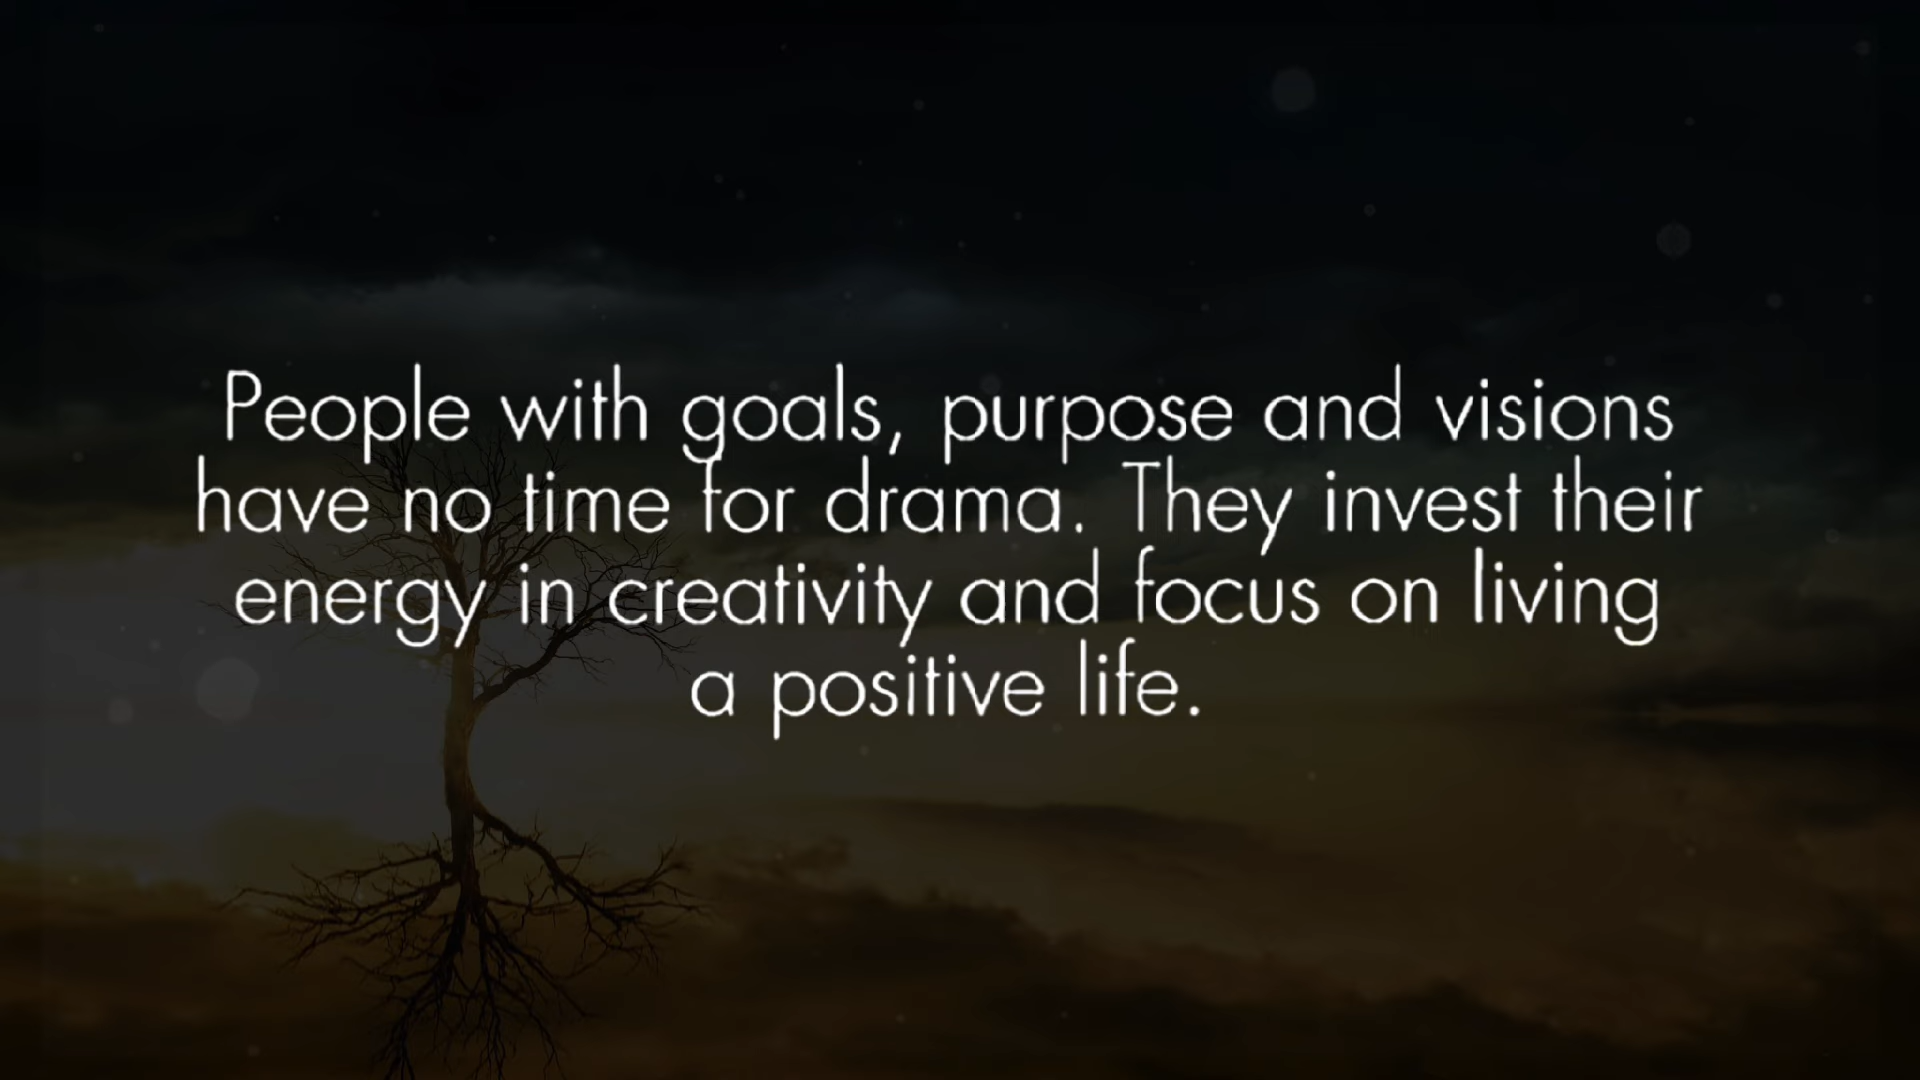 People with goals, purpose and visions
have no time for drama. They invest their
energy in creativity and focus on living
a positive life.